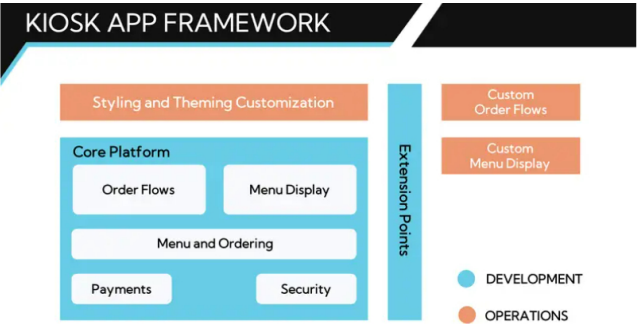 KIOSK APP FRAMEWORK
Styling and Theming Customization
Core Platform
Order Flows
Menu Display
Menu and Ordering
Payments
Security
Extension Points
Custom
Order Flows
Custom
Menu Display
DEVELOPMENT
OPERATIONS